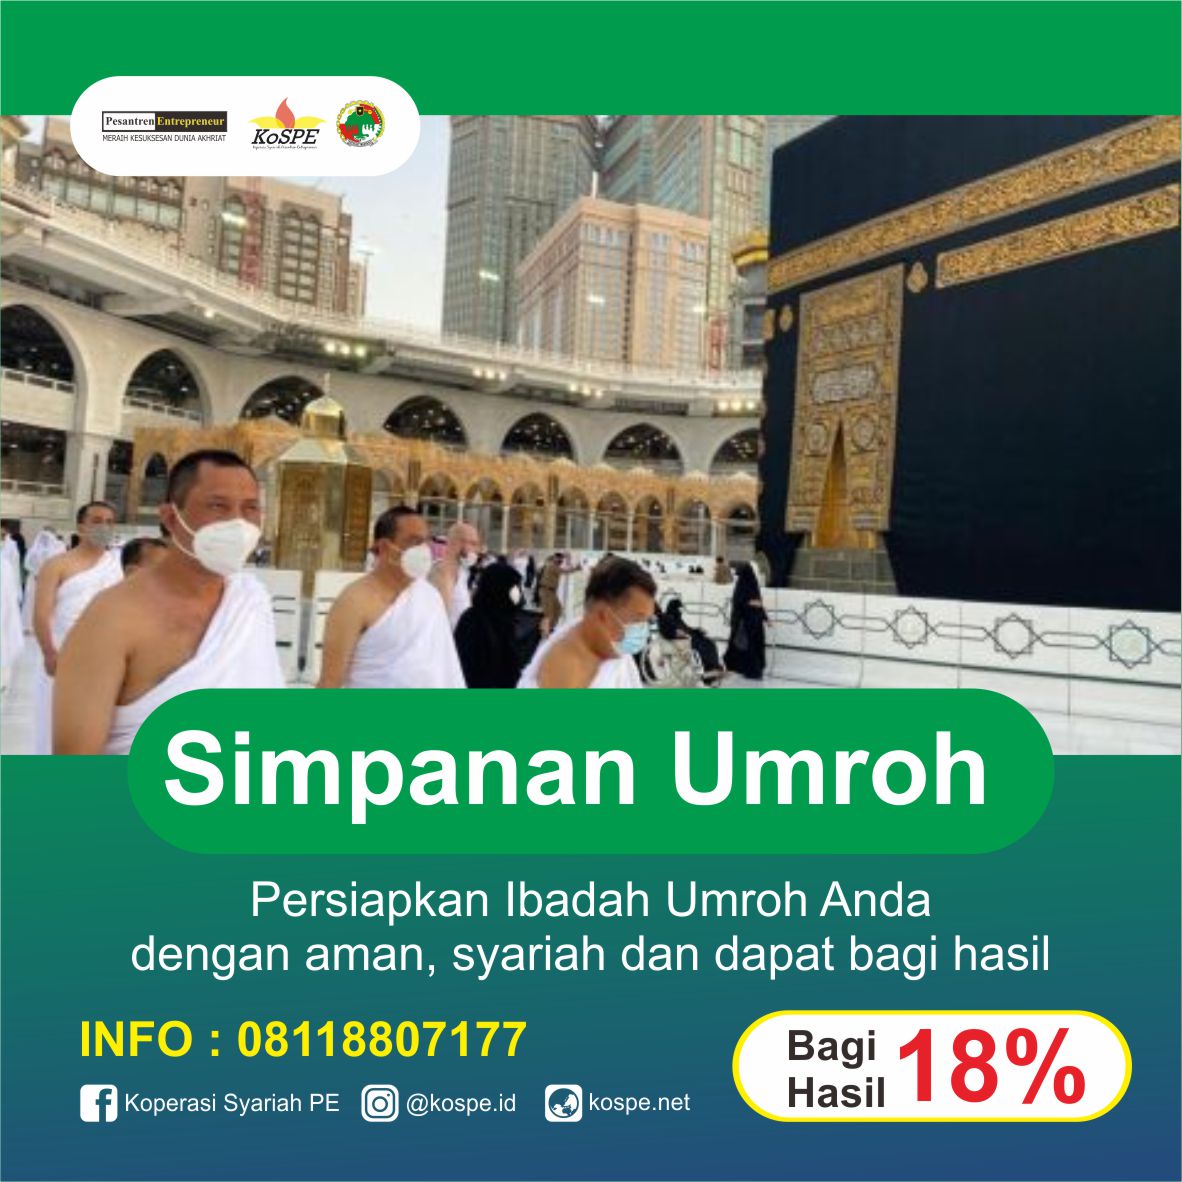 Pesantren Entrepreneur
MERAIH KESUKSESAN DUNIA AKHRIAT
KoSPE
Simpanan Umroh
Persiapkan Ibadah Umroh Anda
dengan aman, syariah dan dapat bagi hasil
INFO : 08118807177
Bagi
Hasil
18%
Koperasi Syariah PE
@kospe.id
kospe.net